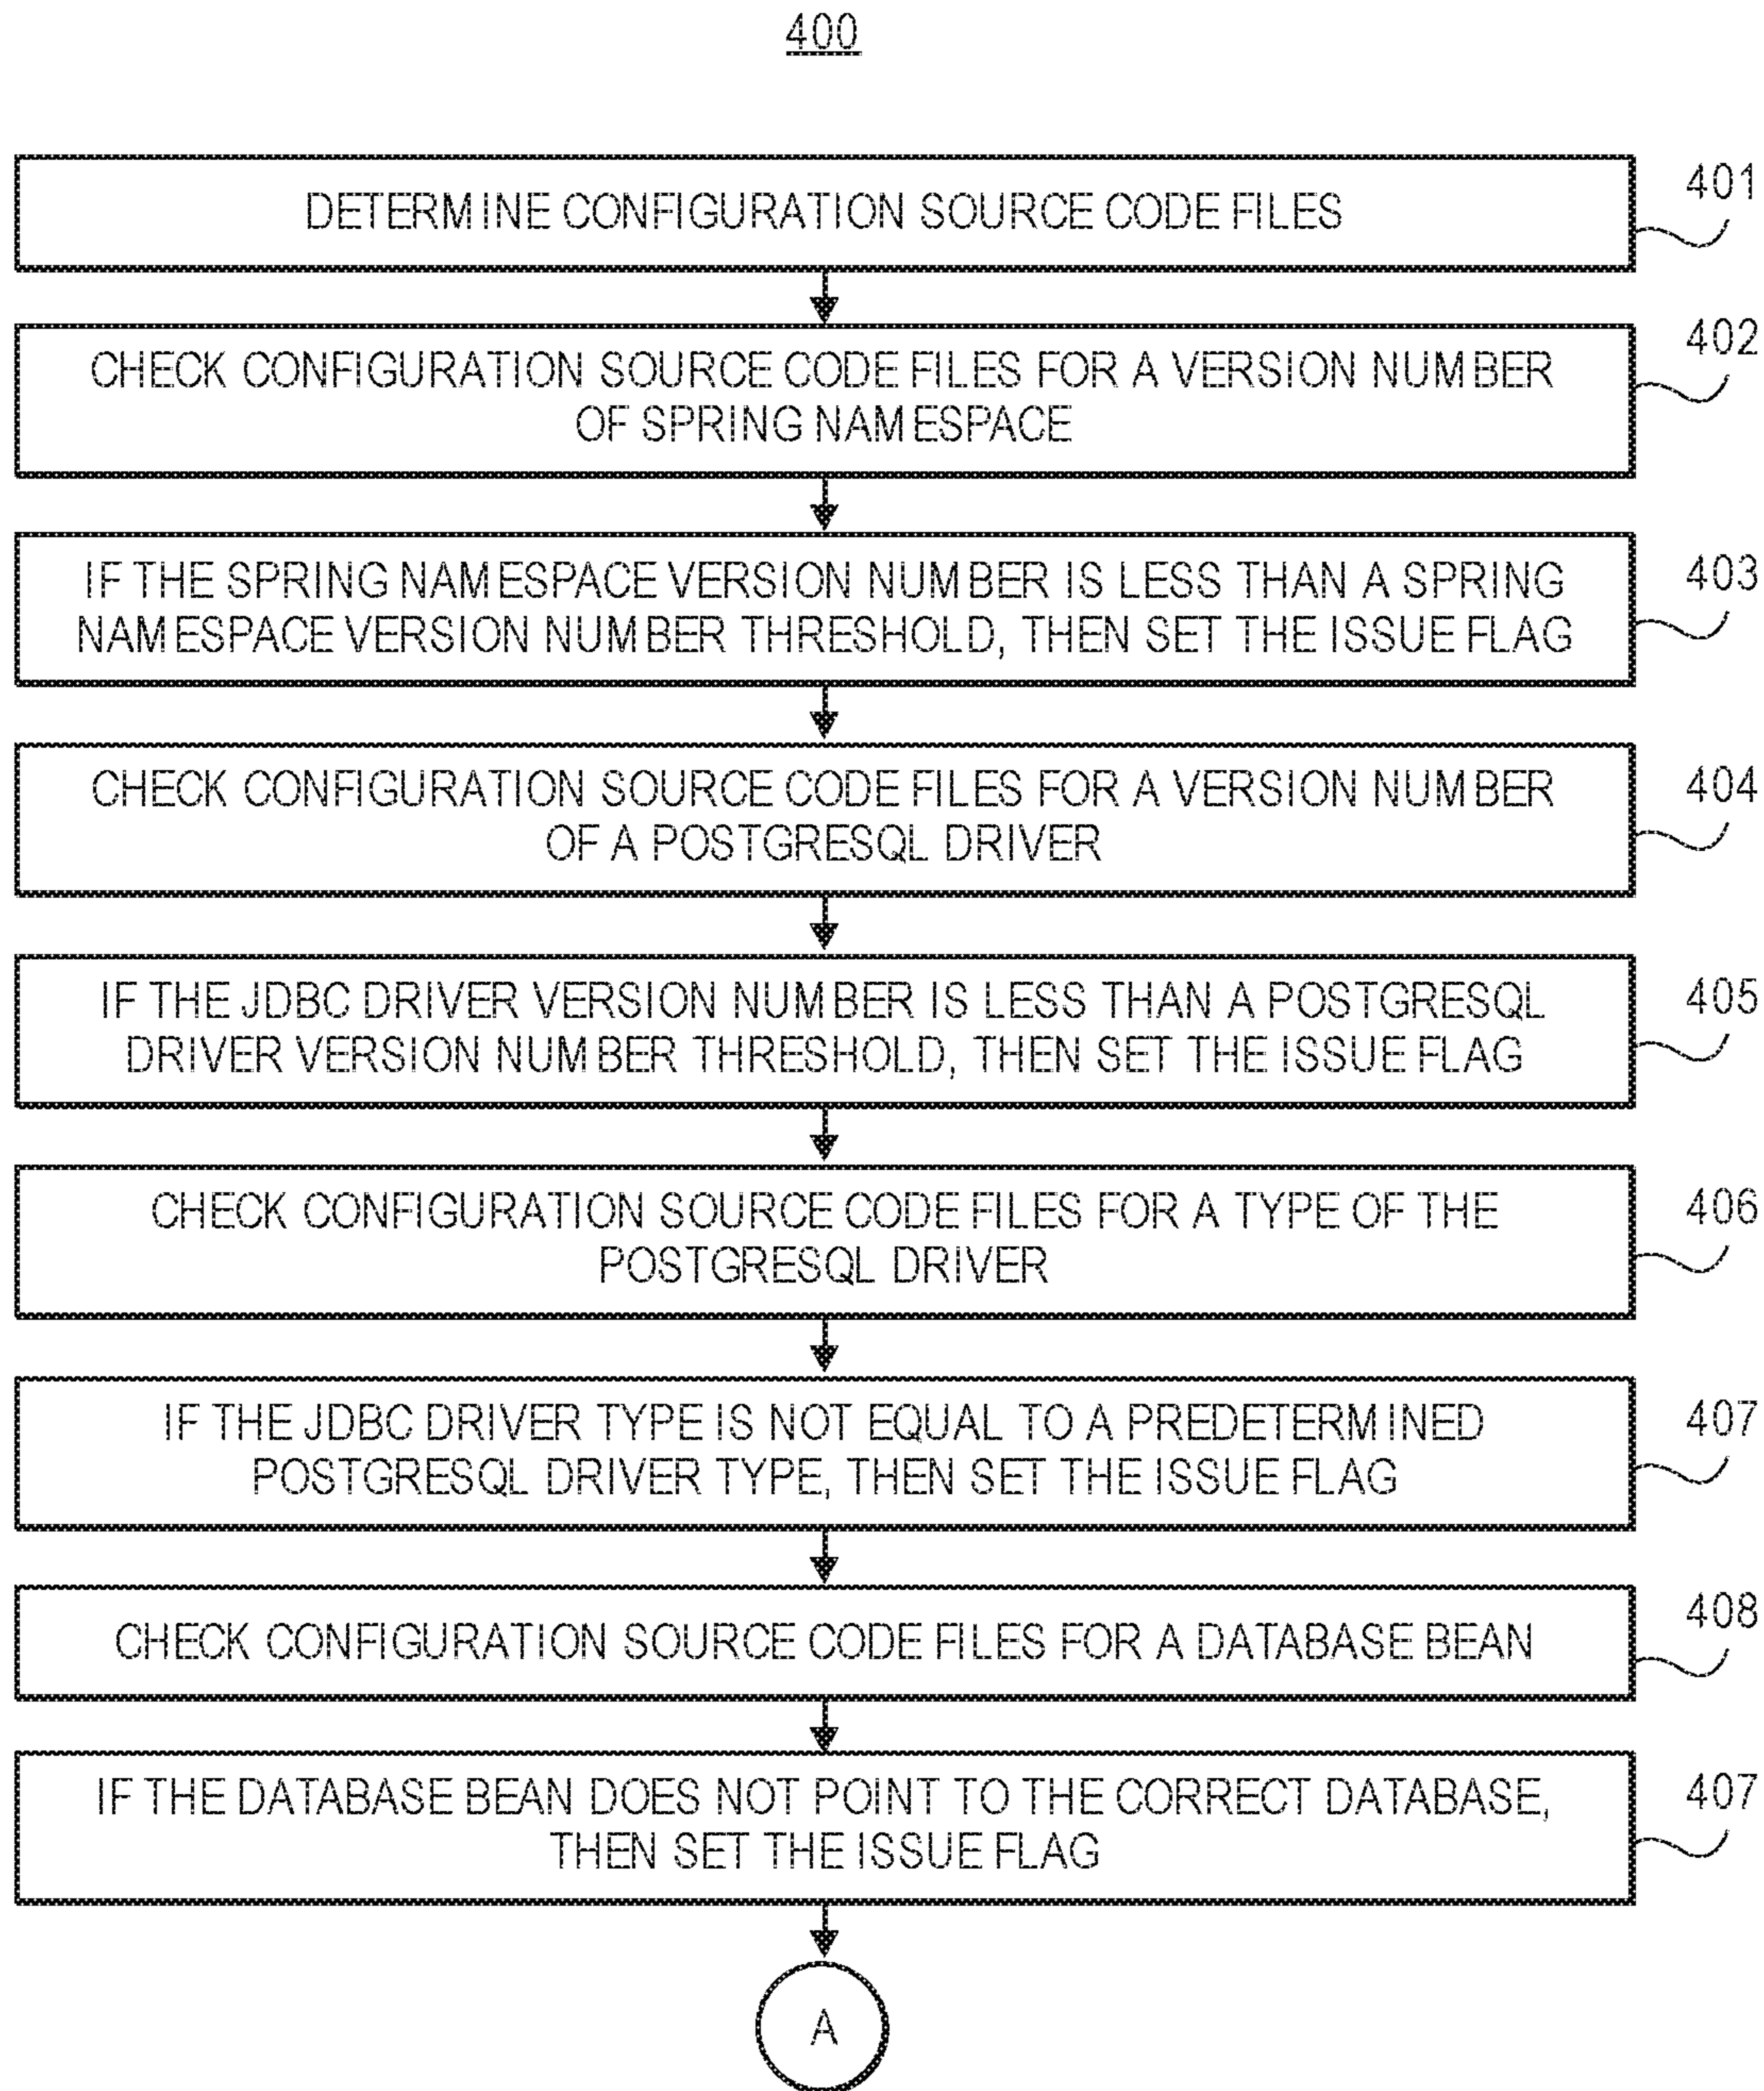 400
DETERMINE CONFIGURATION SOURCE CODE FILES
401
CHECK CONFIGURATION SOURCE CODE FILES FOR A VERSION NUMBER
OF SPRING NAMESPACE
402
IF THE SPRING NAMESPACE VERSION NUMBER IS LESS THAN A SPRING
NAMESPACE VERSION NUMBER THRESHOLD, THEN SET THE ISSUE FLAG
403
CHECK CONFIGURATION SOURCE CODE FILES FOR A VERSION NUMBER
OF A POSTGRESQL DRIVER
404
IF THE JDBC DRIVER VERSION NUMBER IS LESS THAN A POSTGRESQL
DRIVER VERSION NUMBER THRESHOLD, THEN SET THE ISSUE FLAG
405
CHECK CONFIGURATION SOURCE CODE FILES FOR A TYPE OF THE
POSTGRESQL DRIVER
406
IF THE JDBC DRIVER TYPE IS NOT EQUAL TO A PREDETERMINED
POSTGRESQL DRIVER TYPE, THEN SET THE ISSUE FLAG
407
CHECK CONFIGURATION SOURCE CODE FILES FOR A DATABASE BEAN
408
IF THE DATABASE BEAN DOES NOT POINT TO THE CORRECT DATABASE,
THEN SET THE ISSUE FLAG
407
A